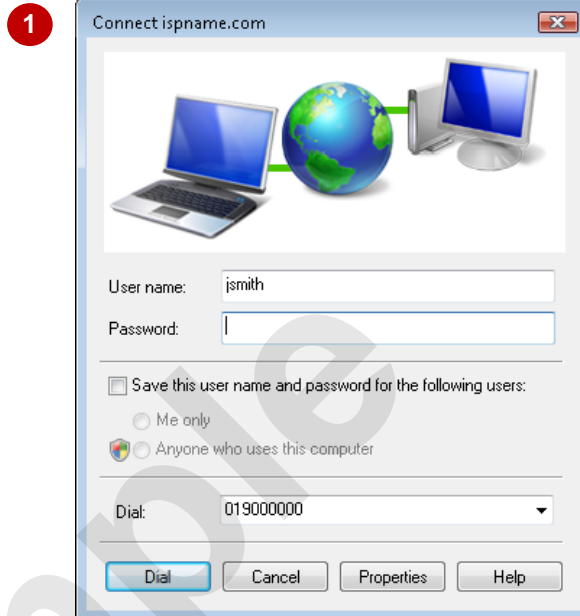 1
Connect ispname.com
User name: jsmith
Password:
Save this user name and password for the following users:
Me only
Anyone who uses this computer
Dial: 019000000
Dial Cancel Properties Help